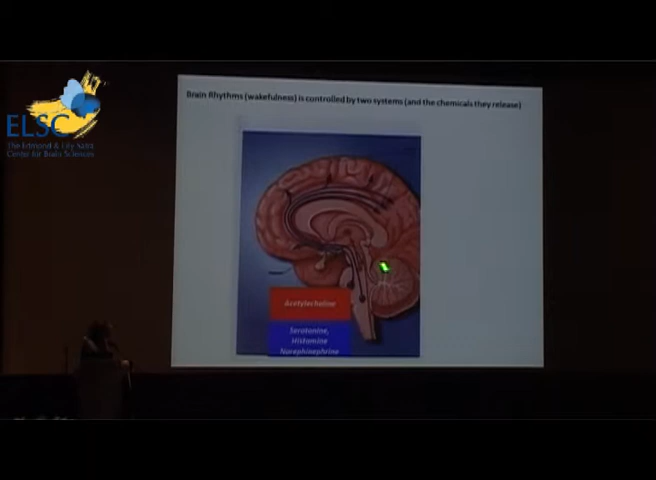 ELSC
The Edmond & Lily Safra
Center for Brain Sciences
Brain Rhythms (wakefulness) is controlled by two systems (and the chemicals they release)
Acetylecholine
Serotonine,
Histamine
Norephinephrine